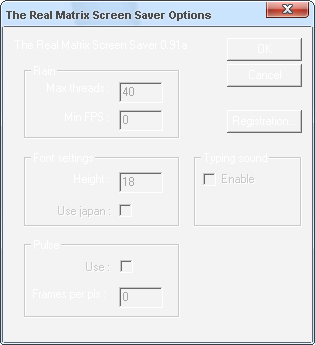 The Real Matrix Screen Saver Options
The Real Matrix Screen Saver 0.91a
OK
Cancel
Rain
Max threads
40
Min FPS
0
Registration...
Font settings
Height
18
Use japan :
Typing sound
Enable
Pulse
Use :
Frames per pls
0